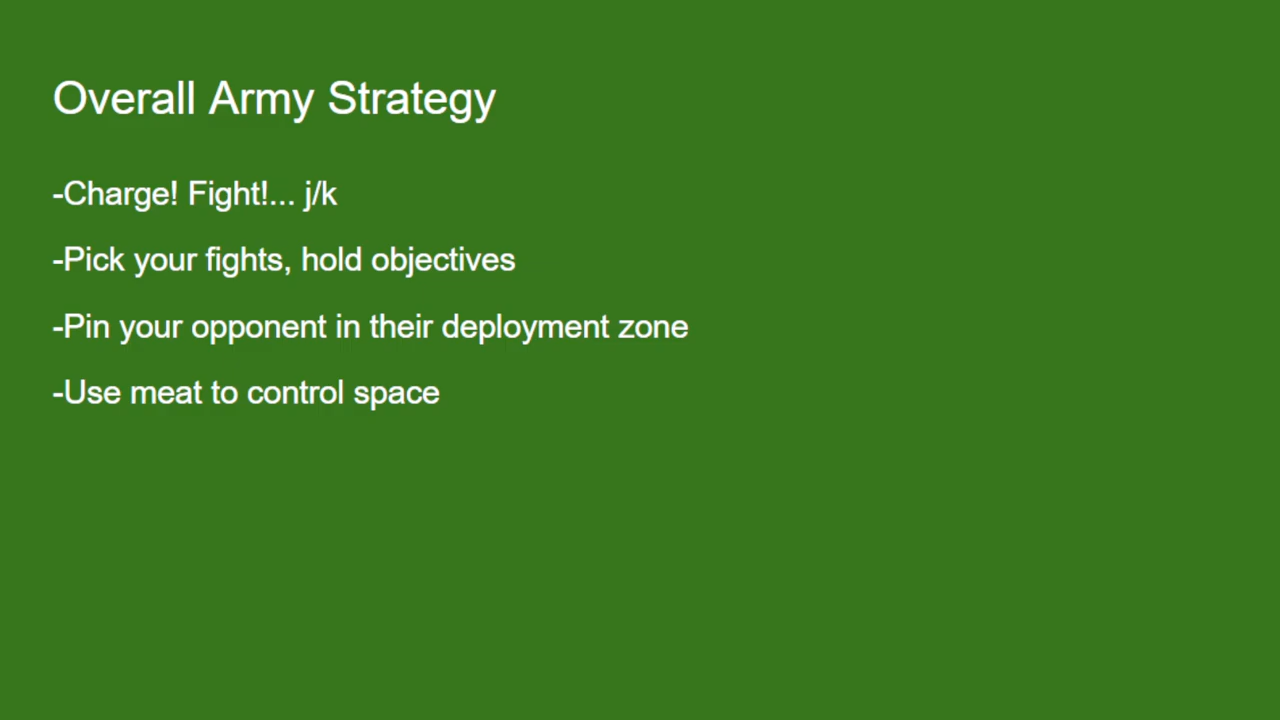 Overall Army Strategy
-Charge! Fight!... j/k
-Pick your fights, hold objectives
-Pin your opponent in their deployment zone
-Use meat to control space